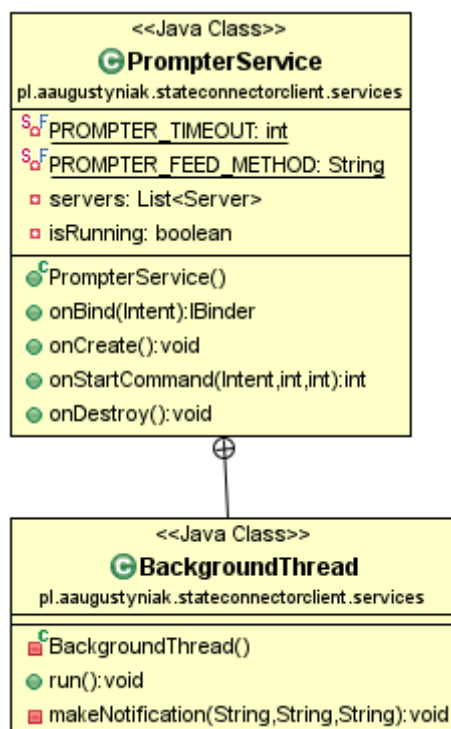 <<Java Class>>
C PrompterService
pl.aaugustyniak.stateconnectorclient.services
S F PROMPTER_TIMEOUT: int
S F PROMPTER_FEED_METHOD: String
servers: List<Server>
isRunning: boolean
C PrompterService()
onBind(Intent):IBinder
onCreate():void
onStartCommand(Intent,int,int):int
onDestroy():void
<<Java Class>>
C BackgroundThread
pl.aaugustyniak.stateconnectorclient.services
C BackgroundThread()
run():void
makeNotification(String,String,String):void